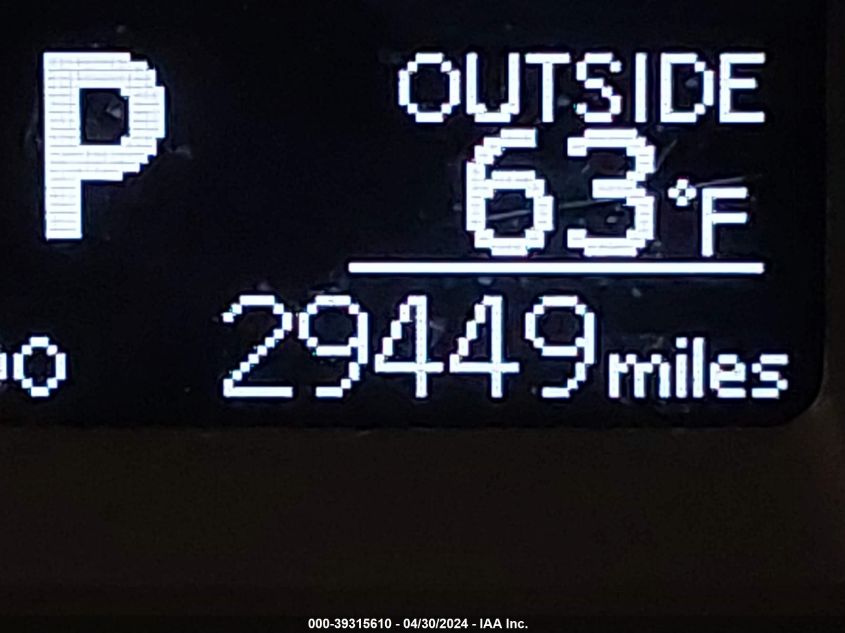 P
OUTSIDE
63°F
29449 miles
000-39315610 - 04/30/2024 - IAA Inc.